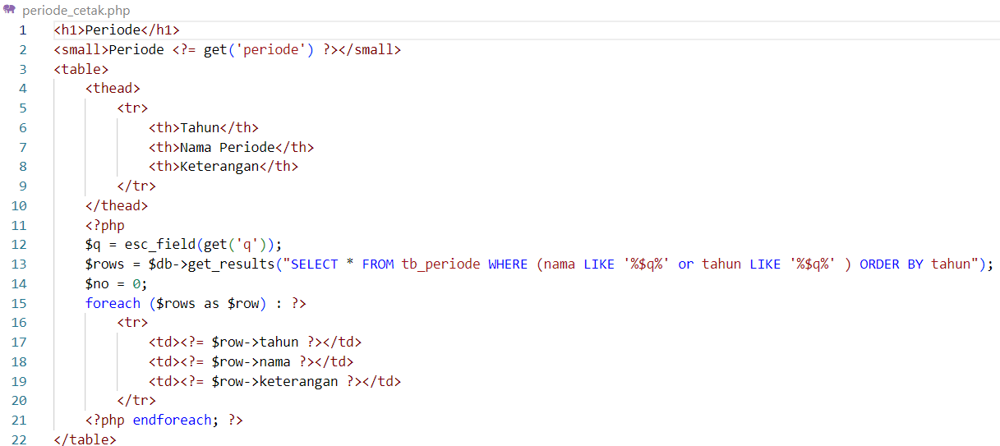 periode_cetak.php
1 <h1>Periode</h1>
2 <small>Periode <?= get('periode') ?></small>
3 <table>
4     <thead>
5         <tr>
6             <th>Tahun</th>
7             <th>Nama Periode</th>
8             <th>Keterangan</th>
9         </tr>
10     </thead>
11     <?php
12     $q = esc_field(get('q'));
13     $rows = $db->get_results("SELECT * FROM tb_periode WHERE (nama LIKE '%$q%' or tahun LIKE '%$q%' ) ORDER BY tahun");
14     $no = 0;
15     foreach ($rows as $row) : ?>
16         <tr>
17             <td><?= $row->tahun ?></td>
18             <td><?= $row->nama ?></td>
19             <td><?= $row->keterangan ?></td>
20         </tr>
21     <?php endforeach; ?>
22 </table>